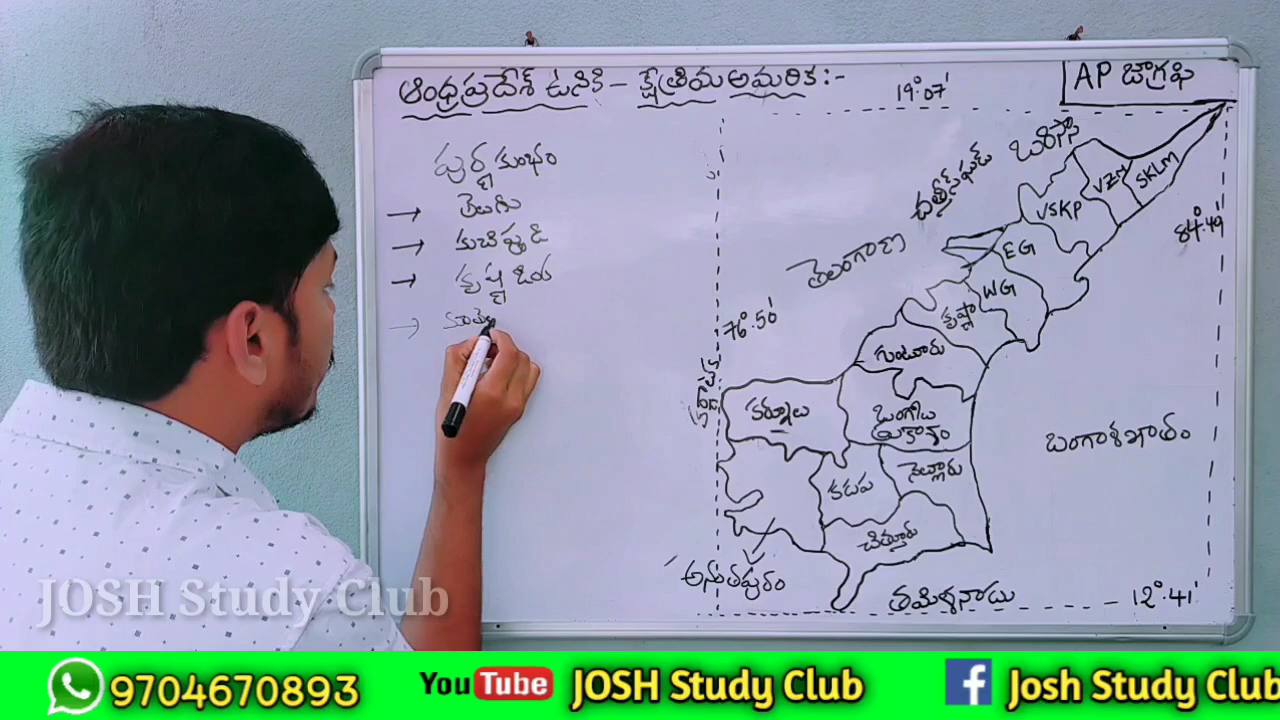 ఆంధ్రప్రదేశ్ ఉనికి - క్షేత్రియ అమరిక :-
AP జాగ్రఫి
19°.07'
పూర్ణ కుంభం
→ తెలుగు
→ కుచిపూడి
→ కృష్ణ జియ
→
ఒరిస్సా
చత్తీస్‌ఘడ్
తెలంగాణ
84°.49'
76°.50'
VZM
SKLM
VSKP
EG
WG
కృష్ణా
గుంటూరు
కర్నూలు
ఒంగోలు
ప్రకాశం
బంగాళఖాతం
కడప
నెల్లూరు
చిత్తూరు
అనంతపురం
తమిళనాడు
12°.41'
JOSH Study Club
9704670893
YouTube JOSH Study Club
f Josh Study Club